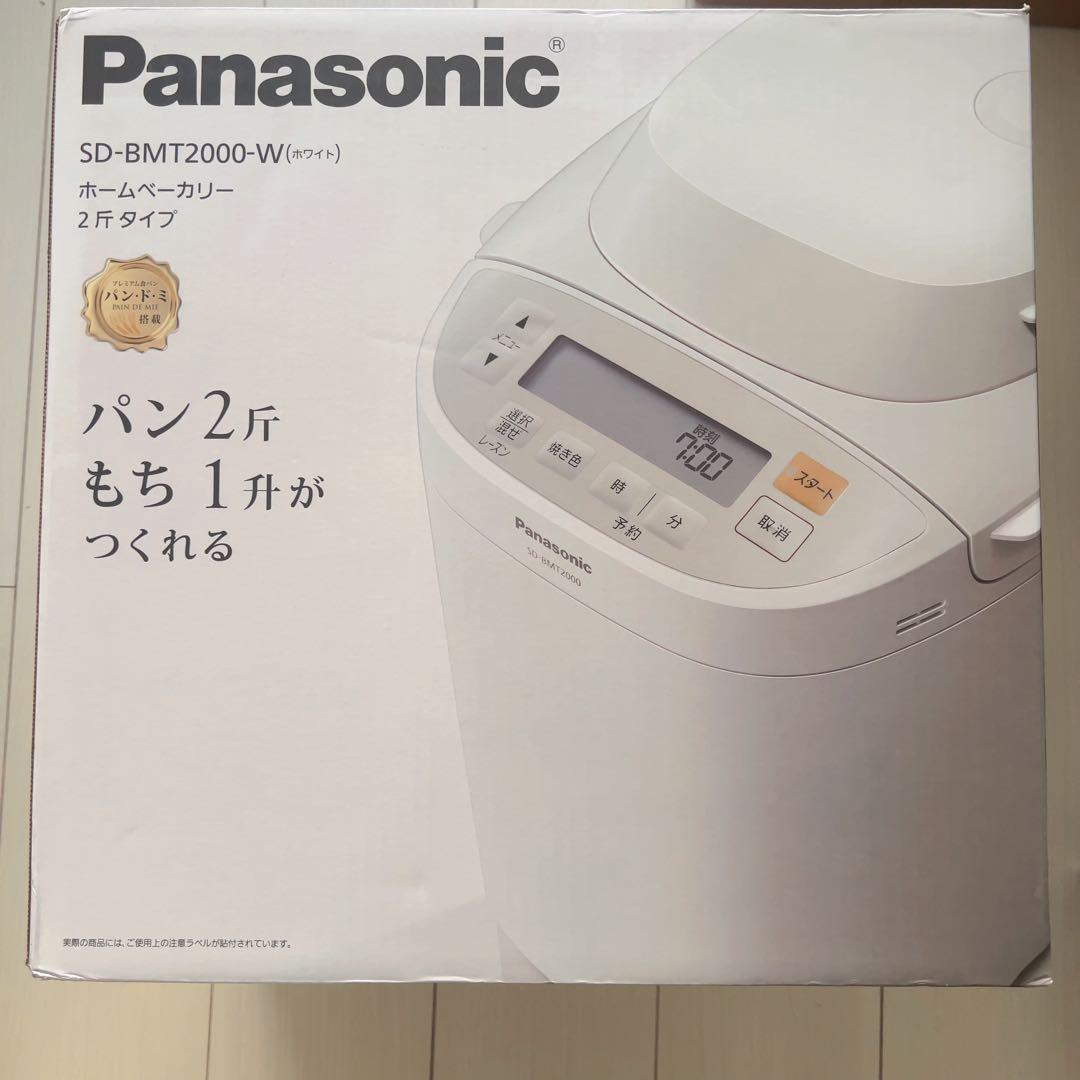 Panasonic®
SD-BMT2000-W(ホワイト)
ホームベーカリー
2斤タイプ
プレミアム食パン
パン・ド・ミ
PAIN DE MIE
搭載
パン2斤
もち1升が
つくれる
▲
メニュー
▼
選択
混ぜ
レーズン
焼き色
時刻
7:00
時
分
予約
スタート
取消
Panasonic
SD-BMT2000
実際の商品には、ご使用上の注意ラベルが貼付されています。